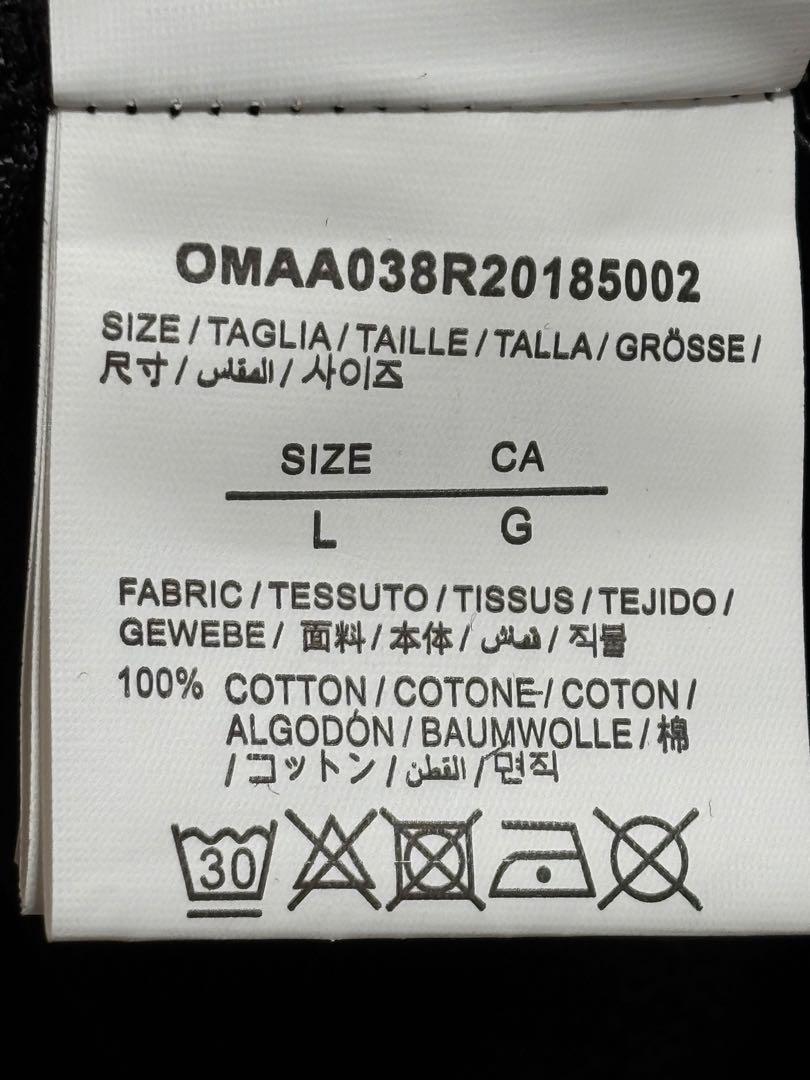 OMAA038R20185002
SIZE / TAGLIA / TAILLE / TALLA / GRÖSSE /
尺寸 / المقاس / 사이즈
SIZE CA
L G
FABRIC / TESSUTO / TISSUS / TEJIDO /
GEWEBE / 面料 / 本体 / قماش / 직물
100% COTTON / COTONE / COTON /
ALGODÓN / BAUMWOLLE / 棉
/ コットン / القطن / 면직
30